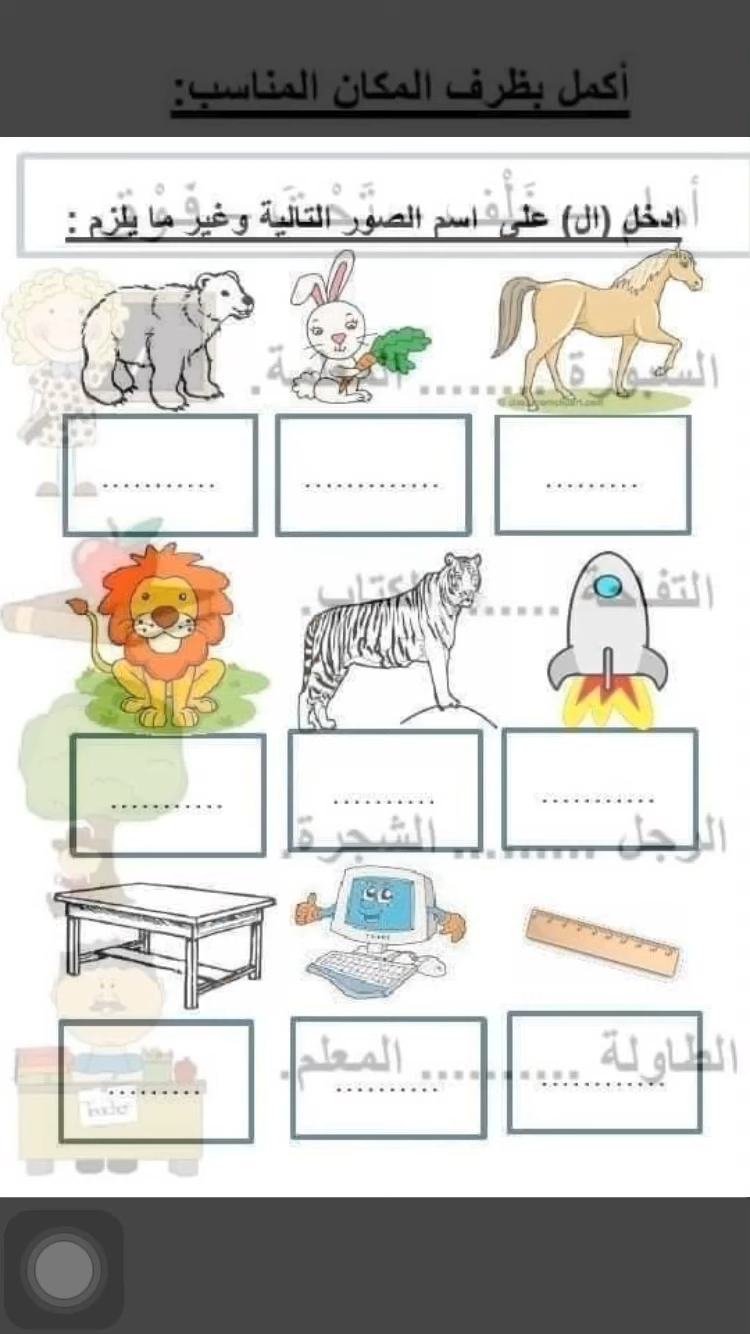 أكمل بظرف المكان المناسب:
أمام خَلْف تَحْتَ فَوْق
ادخل (ال) على اسم الصور التالية وغير ما يلزم :
السبورة ......... .
........... ............. .........
التفاحة ......... الكتاب.
........... .......... ...........
الرجل ......... الشجرة.
الطاولة .......... المعلم.
......... .......... ............
Teacher